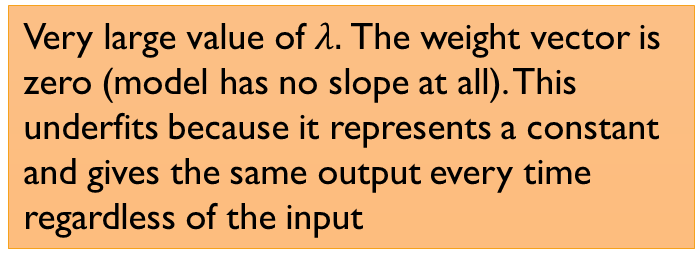 Very large value of λ. The weight vector is
zero (model has no slope at all). This
underfits because it represents a constant
and gives the same output every time
regardless of the input